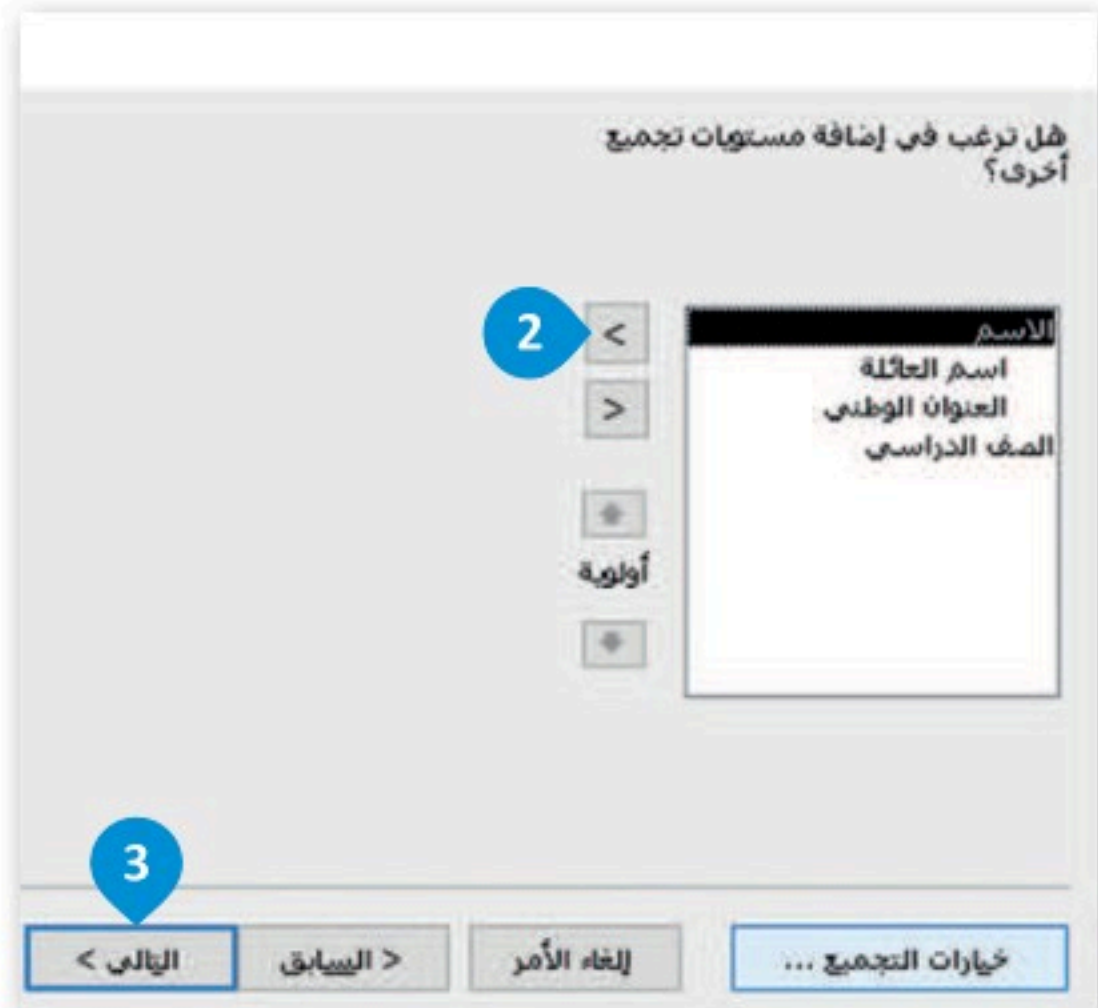 هل ترغب في إضافة مستويات تجميع
أخرى؟
2
>
<
الاسم
اسم العائلة
العنوان الوطني
الصف الدراسي
أولوية
3
خيارات التجميع ...
إلغاء الأمر
< السابق
التالي >